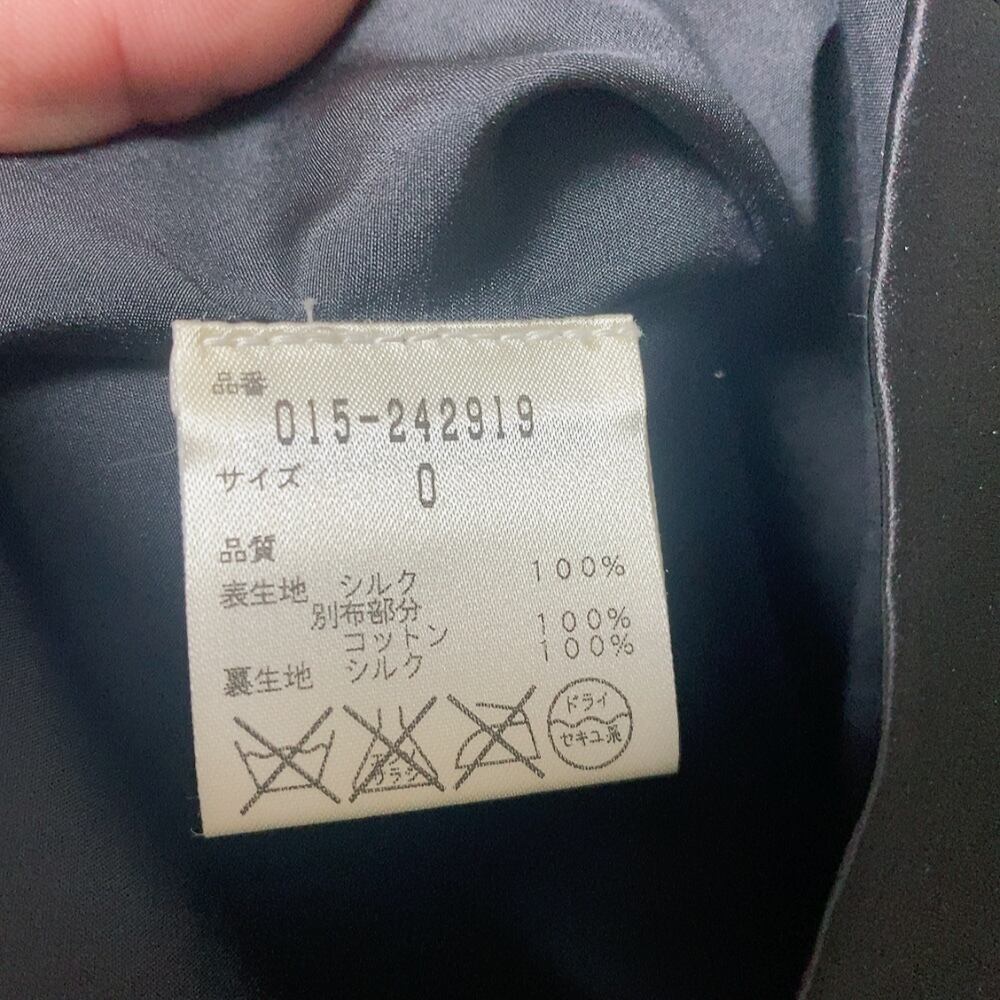 品番
015-242919
サイズ 0
品質
表生地 シルク 100%
別布部分
コットン 100%
裏生地 シルク 100%
ドライ
セキユ系